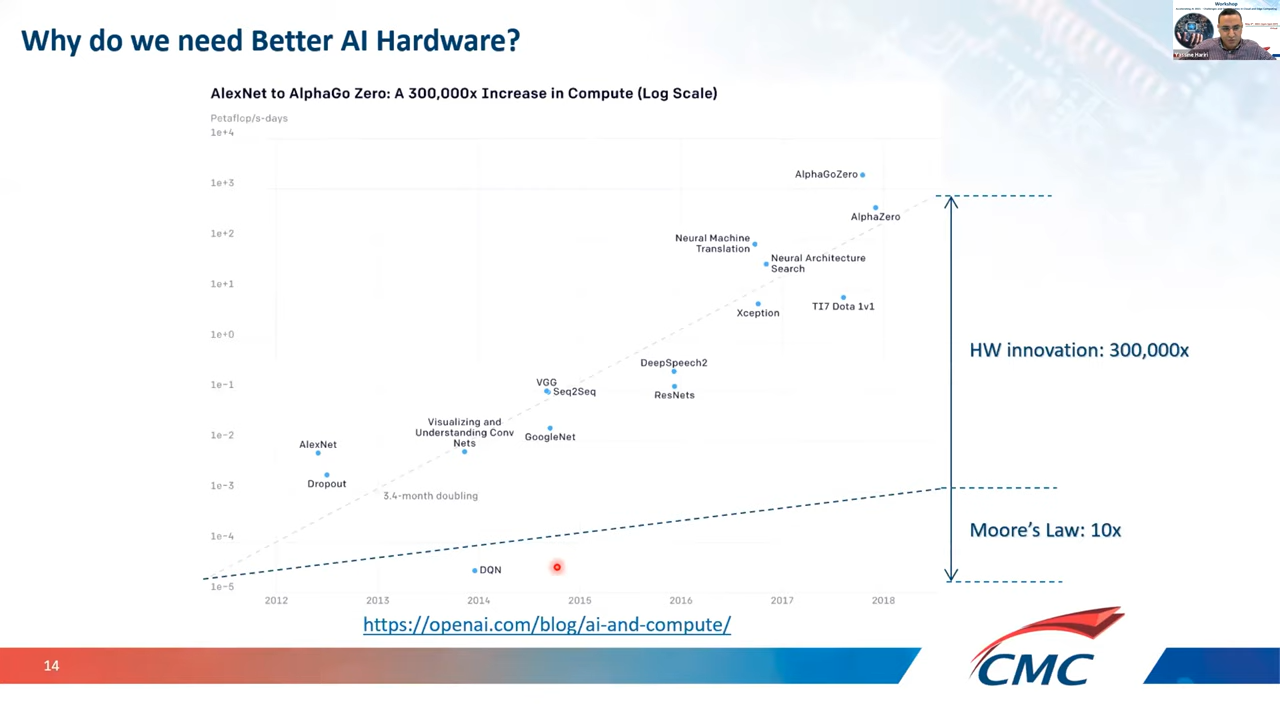 Why do we need Better AI Hardware?
Workshop
Yassine Hariri
AlexNet to AlphaGo Zero: A 300,000x Increase in Compute (Log Scale)
Petaflop/s-days
1e+4
1e+3
1e+2
1e+1
1e+0
1e-1
1e-2
1e-3
1e-4
1e-5
AlphaGoZero
AlphaZero
Neural Machine
Translation
Neural Architecture
Search
Xception
TI7 Dota 1v1
DeepSpeech2
ResNets
VGG
Seq2Seq
GoogleNet
Visualizing and
Understanding Conv
Nets
AlexNet
Dropout
3.4-month doubling
DQN
2012 2013 2014 2015 2016 2017 2018
HW innovation: 300,000x
Moore's Law: 10x
https://openai.com/blog/ai-and-compute/
14
CMC